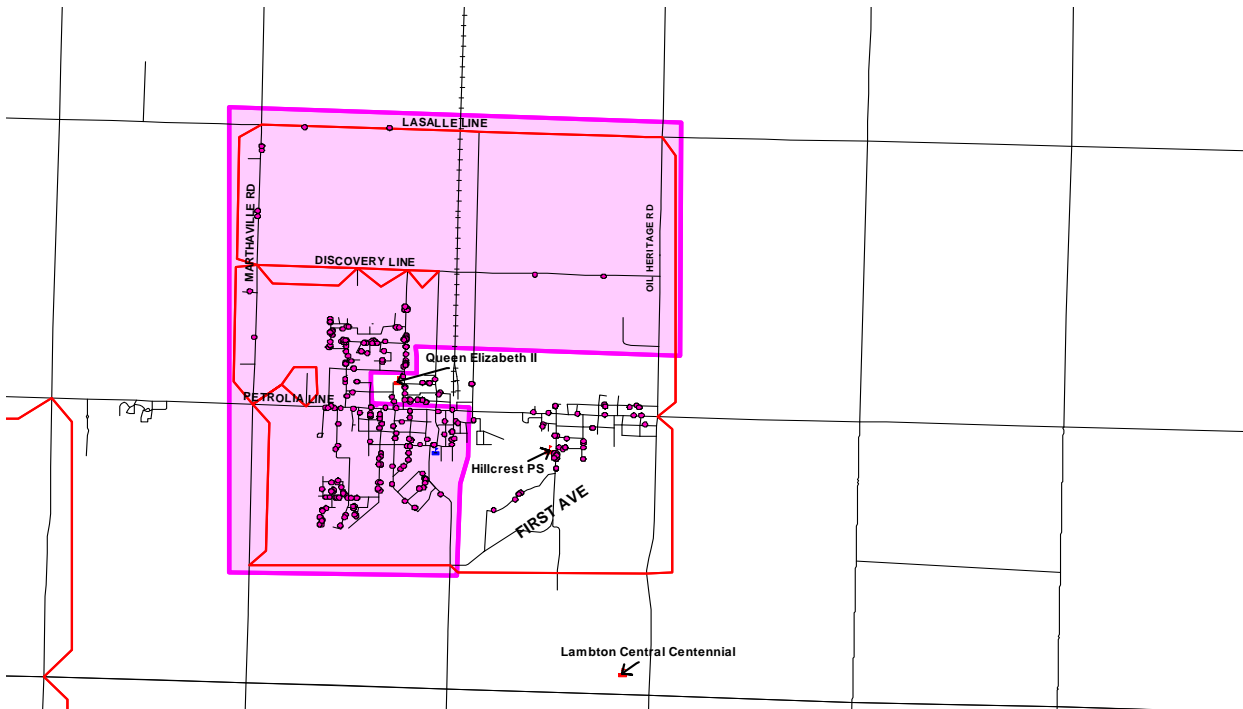 LASALLE LINE
MARTHAVILLE RD
OIL HERITAGE RD
DISCOVERY LINE
Queen Elizabeth II
PETROLIA LINE
Hillcrest PS
FIRST AVE
Lambton Central Centennial